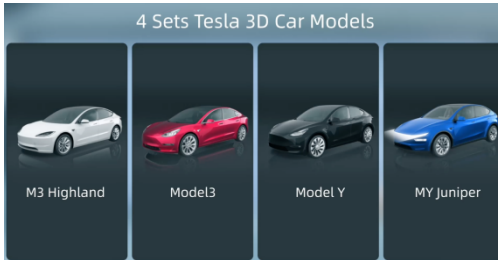 4 Sets Tesla 3D Car Models
M3 Highland
Model3
Model Y
MY Juniper